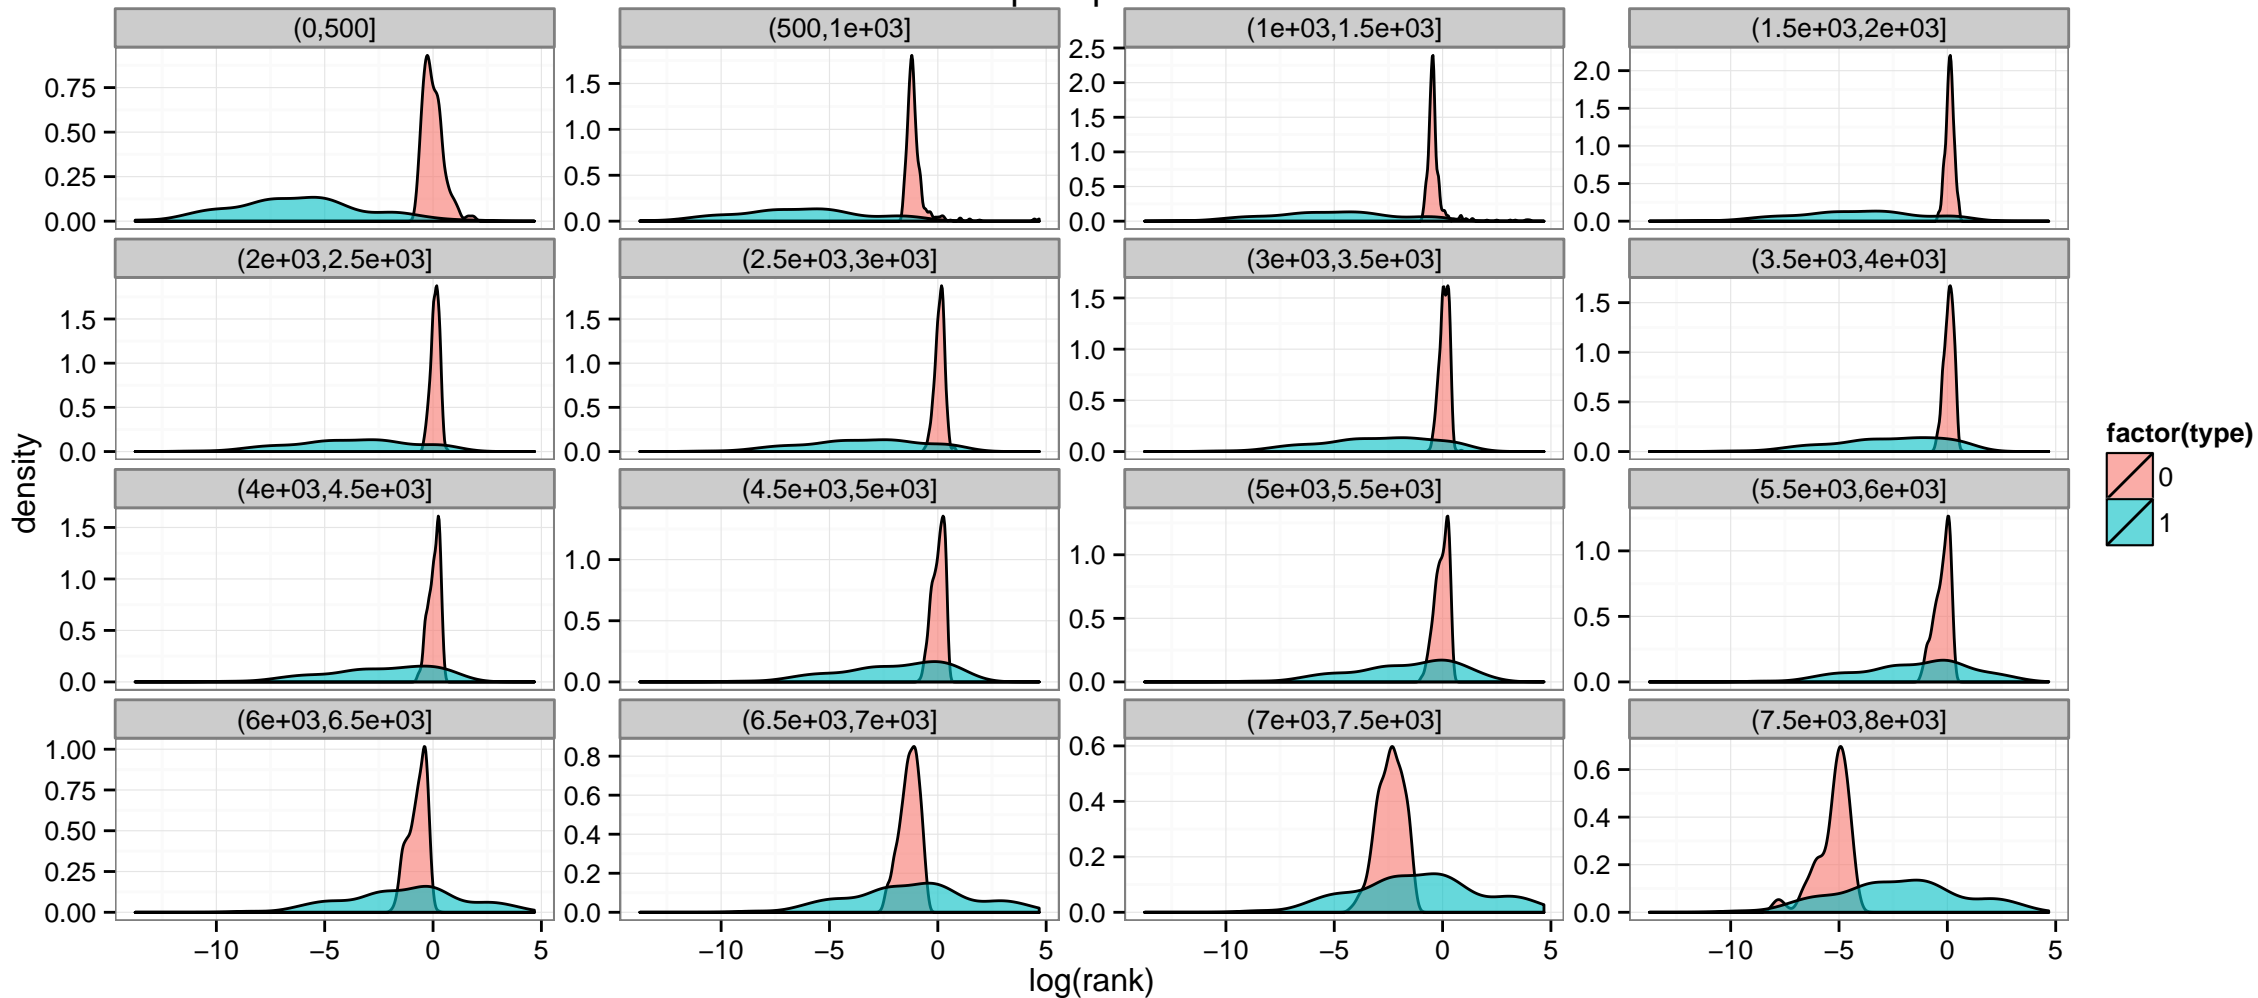 (0,500] (500,1e+03] (1e+03,1.5e+03] (1.5e+03,2e+03]
0.75 0.50 0.25 0.00
1.5 1.0 0.5 0.0
2.5 2.0 1.5 1.0 0.5 0.0
2.0 1.5 1.0 0.5 0.0
(2e+03,2.5e+03] (2.5e+03,3e+03] (3e+03,3.5e+03] (3.5e+03,4e+03]
1.5 1.0 0.5 0.0
1.5 1.0 0.5 0.0
1.5 1.0 0.5 0.0
1.5 1.0 0.5 0.0
density
(4e+03,4.5e+03] (4.5e+03,5e+03] (5e+03,5.5e+03] (5.5e+03,6e+03]
1.5 1.0 0.5 0.0
1.0 0.5 0.0
1.0 0.5 0.0
1.0 0.5 0.0
(6e+03,6.5e+03] (6.5e+03,7e+03] (7e+03,7.5e+03] (7.5e+03,8e+03]
1.00 0.75 0.50 0.25 0.00
0.8 0.6 0.4 0.2 0.0
0.6 0.4 0.2 0.0
0.6 0.4 0.2 0.0
−10 −5 0 5 −10 −5 0 5 −10 −5 0 5 −10 −5 0 5
log(rank)
factor(type)
0
1